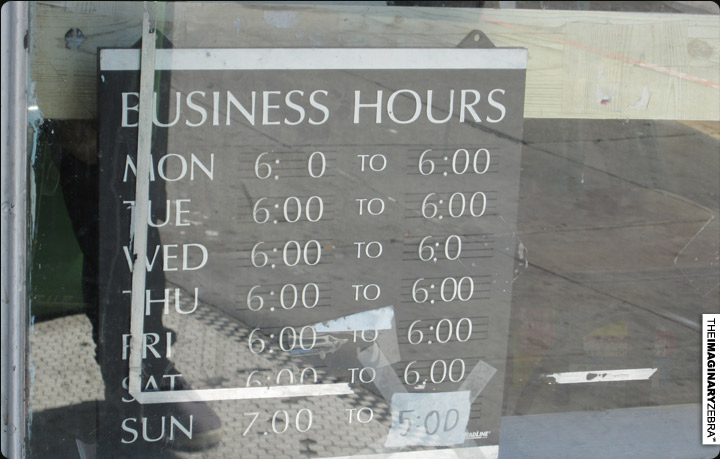 BUSINESS HOURS
MON 6: 0 TO 6:00
TUE 6:00 TO 6:00
WED 6:00 TO 6:0
THU 6:00 TO 6:00
FRI 6:00 TO 6:00
SAT 6:00 TO 6.00
SUN 7.00 TO 5:00
HEADLINE
THEIMAGINARYZEBRA